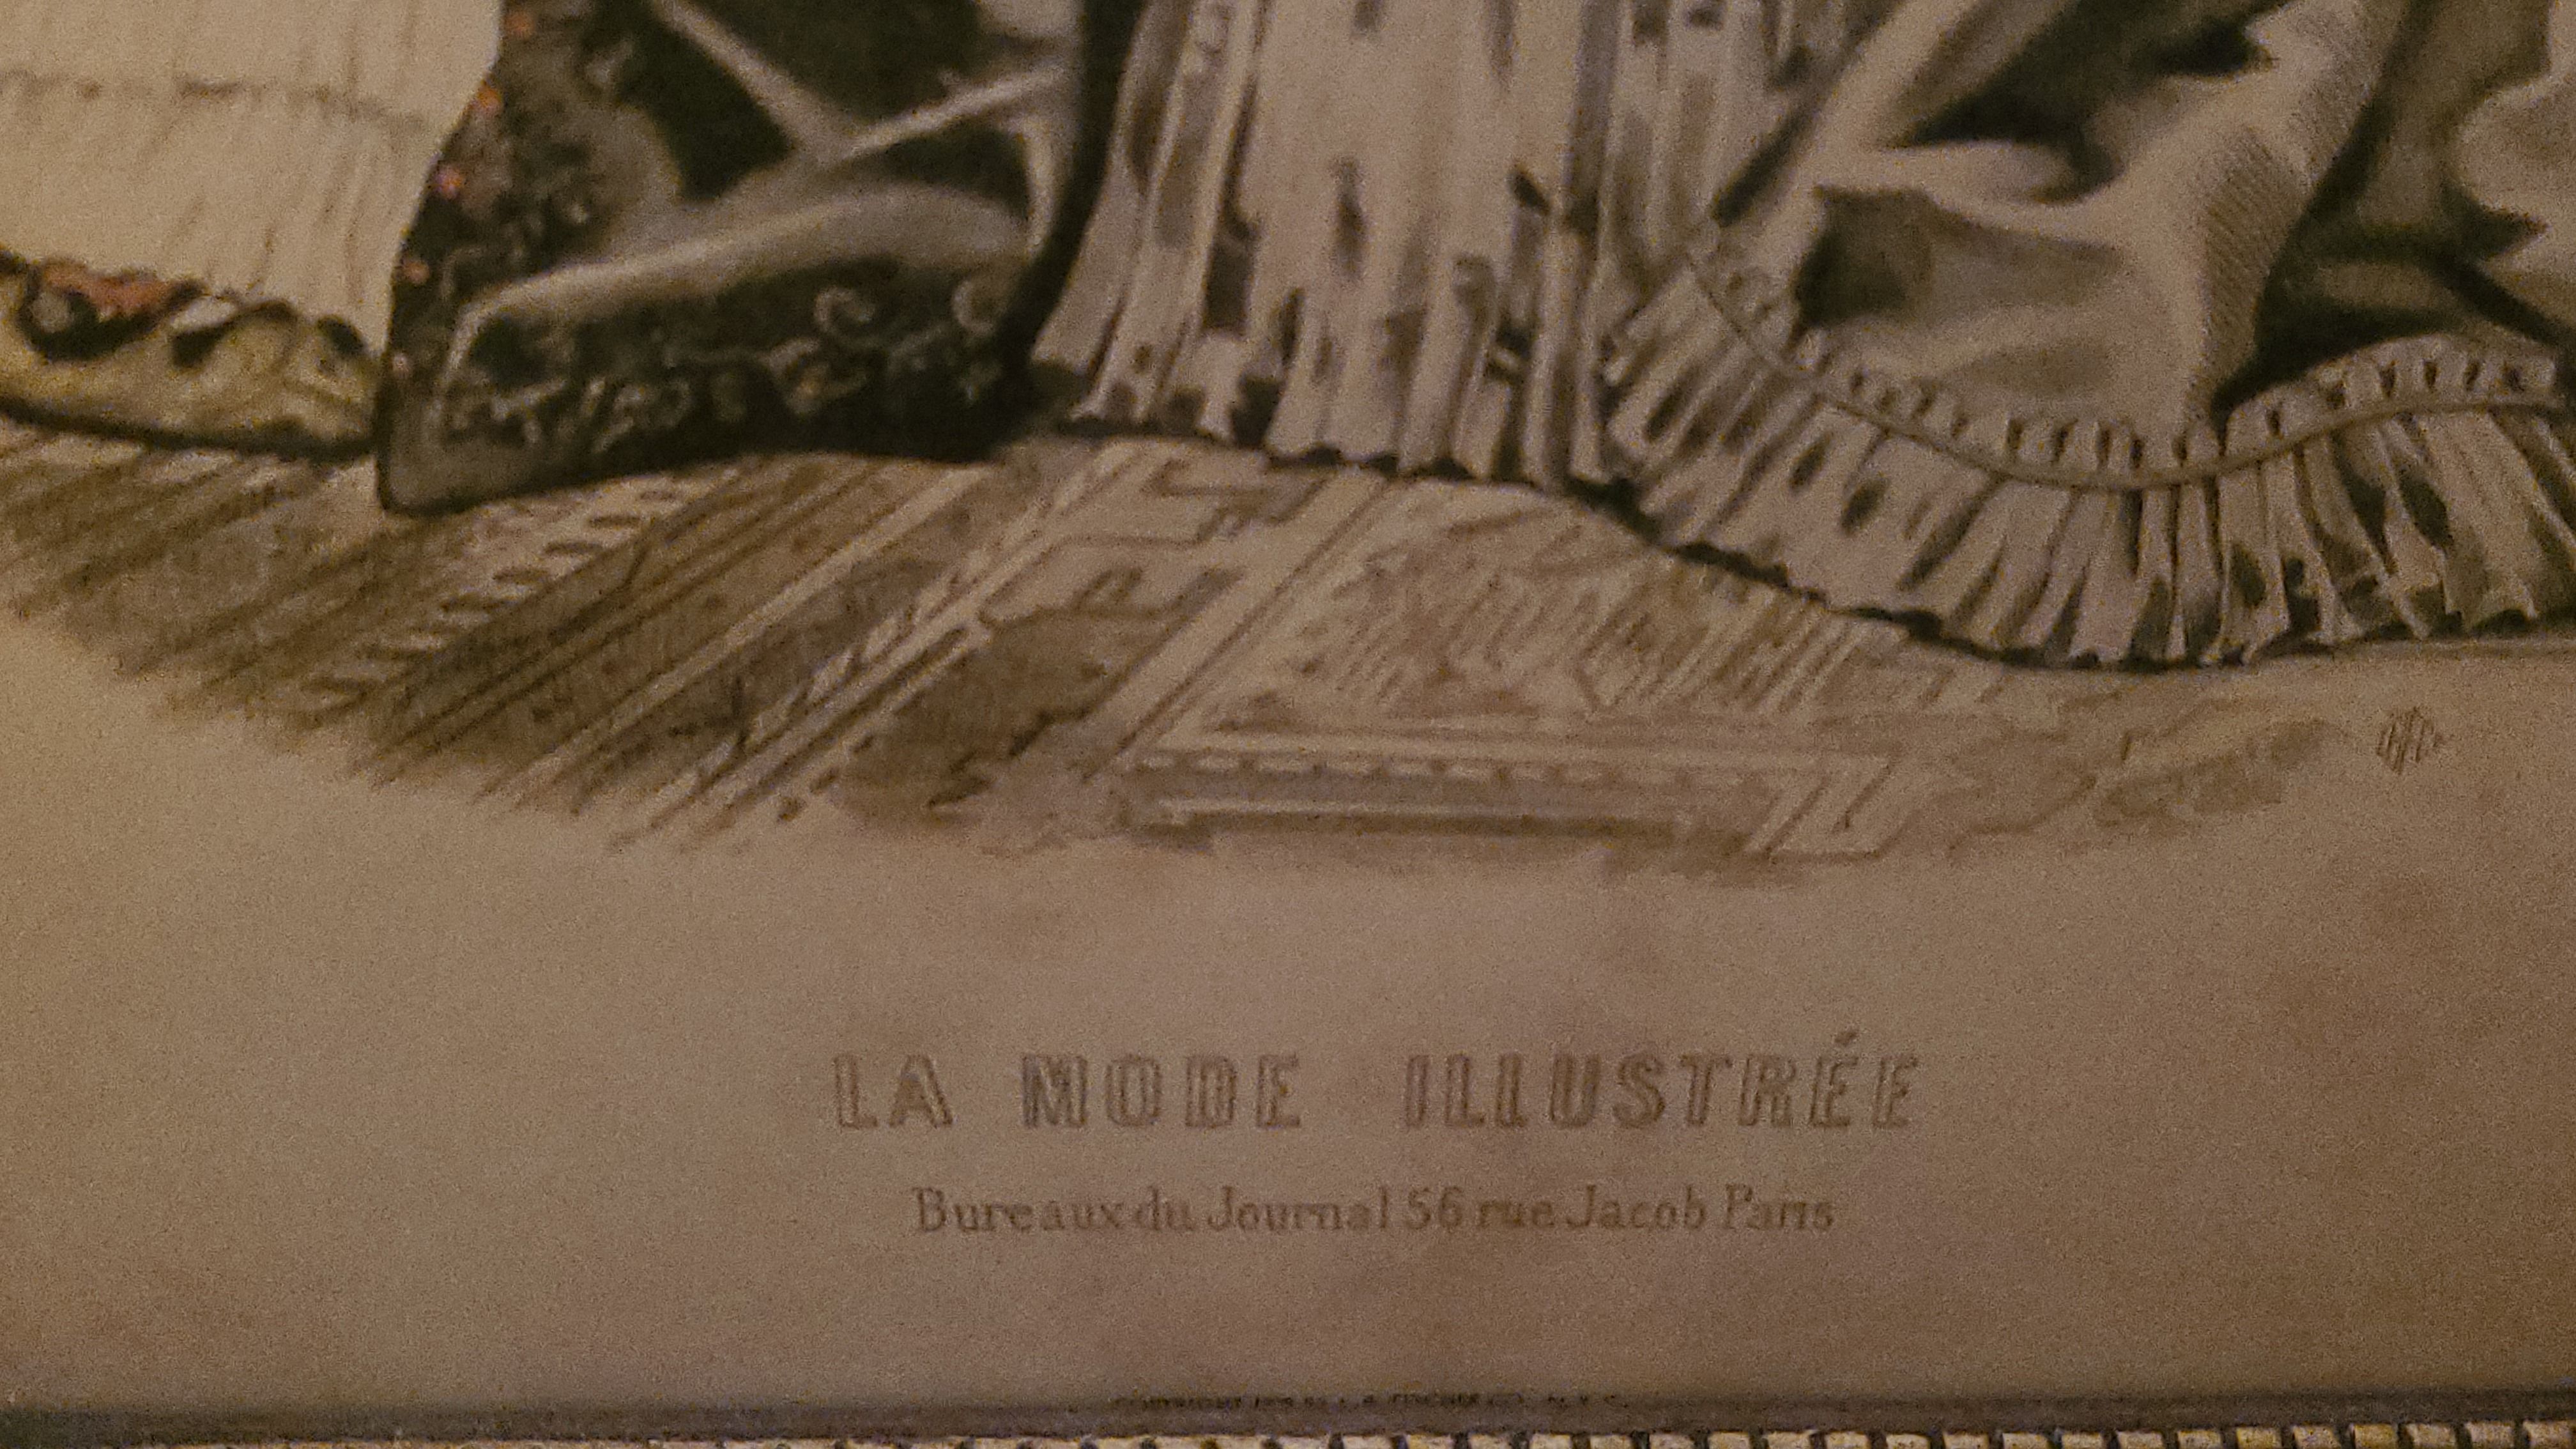 LA MODE ILLUSTRÉE
Bureaux du Journal 56 rue Jacob Paris